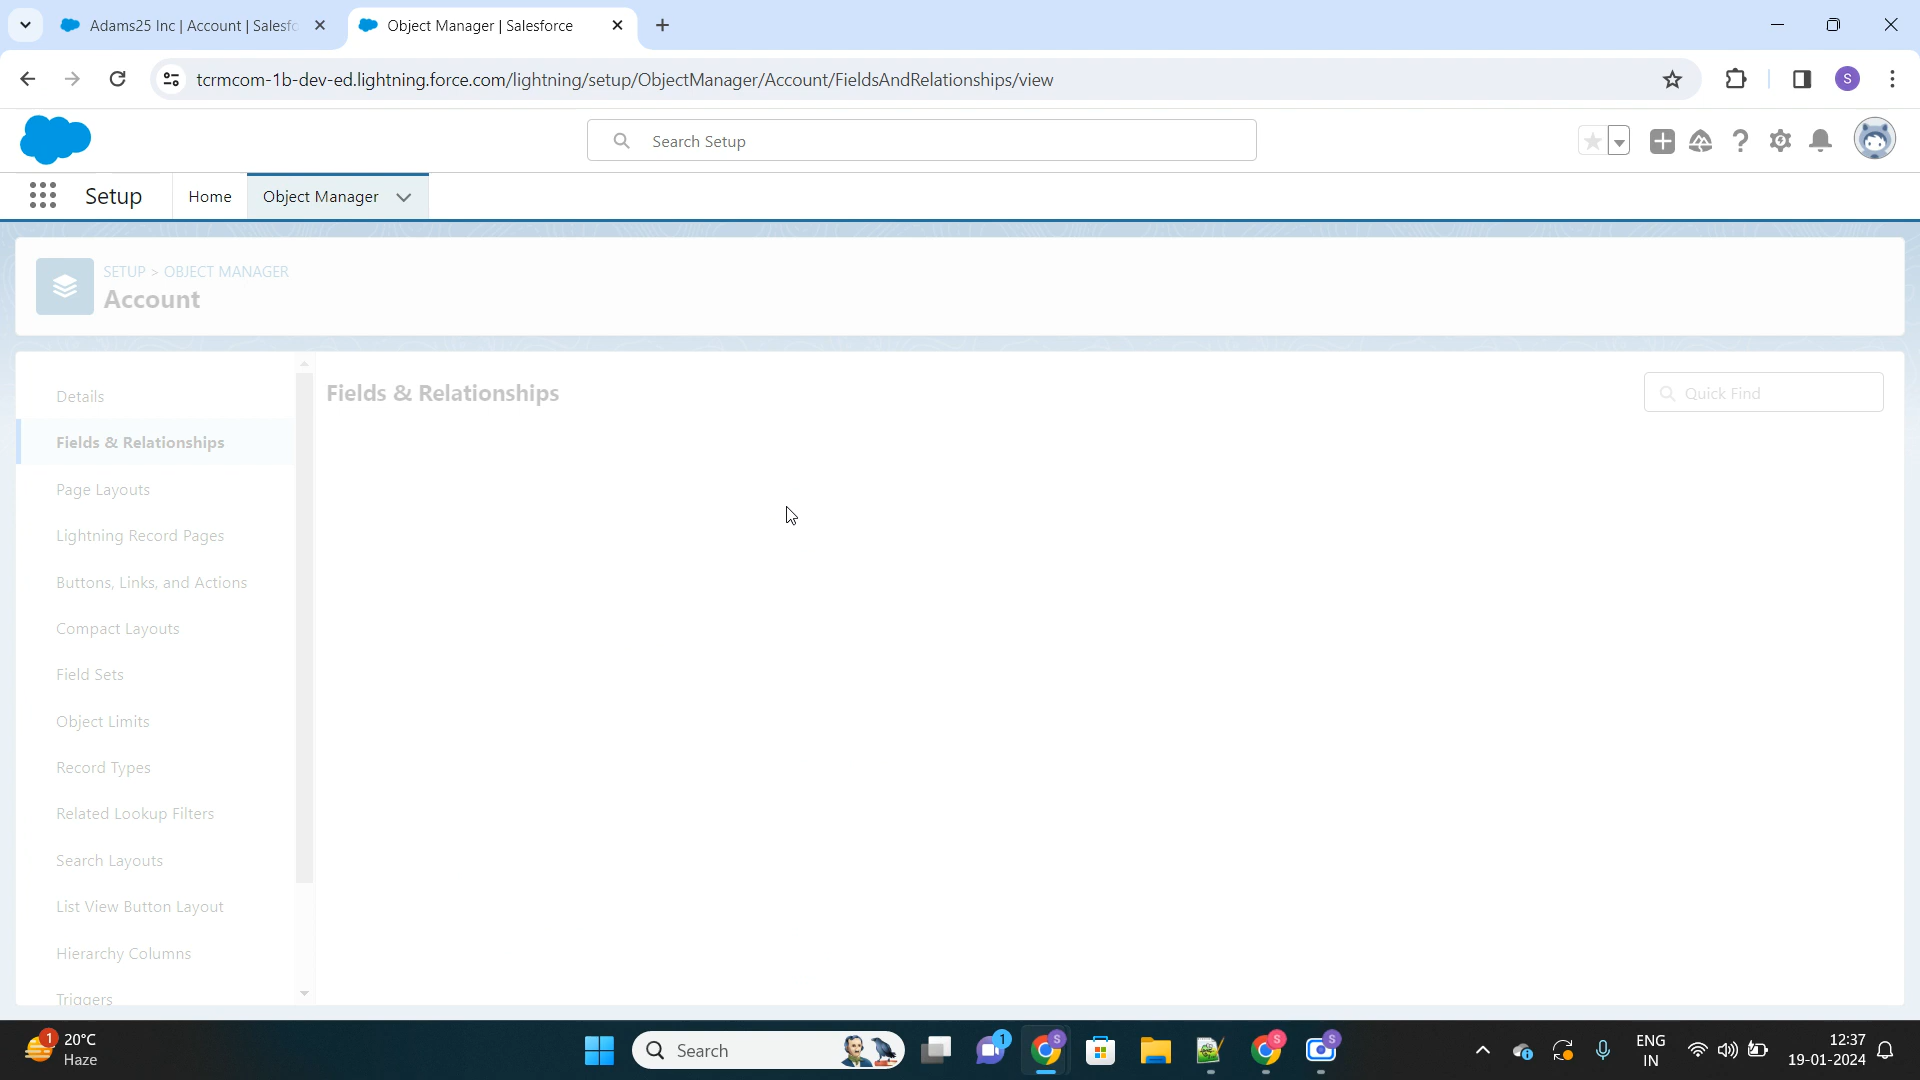 Adams25 Inc | Account | Salesfo
Object Manager | Salesforce
tcrmcom-1b-dev-ed.lightning.force.com/lightning/setup/ObjectManager/Account/FieldsAndRelationships/view
S
Search Setup
Setup
Home
Object Manager
SETUP > OBJECT MANAGER
Account
Details
Fields & Relationships
Page Layouts
Lightning Record Pages
Buttons, Links, and Actions
Compact Layouts
Field Sets
Object Limits
Record Types
Related Lookup Filters
Search Layouts
List View Button Layout
Hierarchy Columns
Triggers
Fields & Relationships
Quick Find
1
20°C
Haze
Search
1
S
S
S
ENG
IN
12:37
19-01-2024